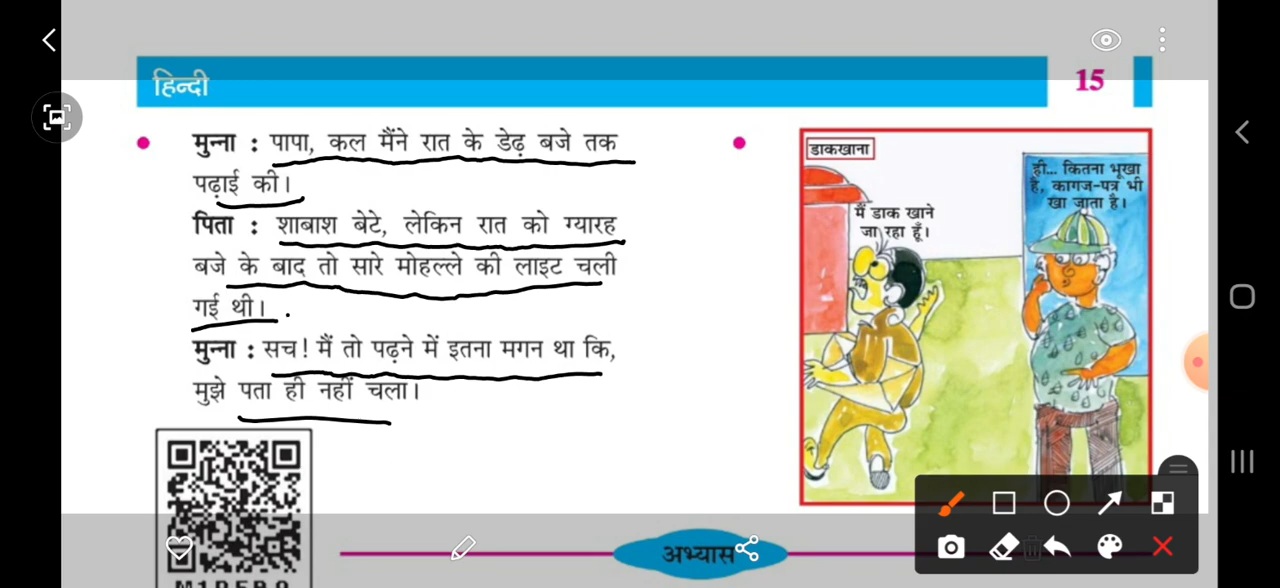 हिन्दी
15
मुन्ना : पापा, कल मैंने रात के डेढ़ बजे तक
पढ़ाई की।
पिता : शाबाश बेटे, लेकिन रात को ग्यारह
बजे के बाद तो सारे मोहल्ले की लाइट चली
गई थी।
मुन्ना : सच! मैं तो पढ़ने में इतना मगन था कि,
मुझे पता ही नहीं चला।
डाकखाना
मैं डाक खाने
जा रहा हूँ।
ही... कितना भूखा
है, कागज-पत्र भी
खा जाता है।
अभ्यास